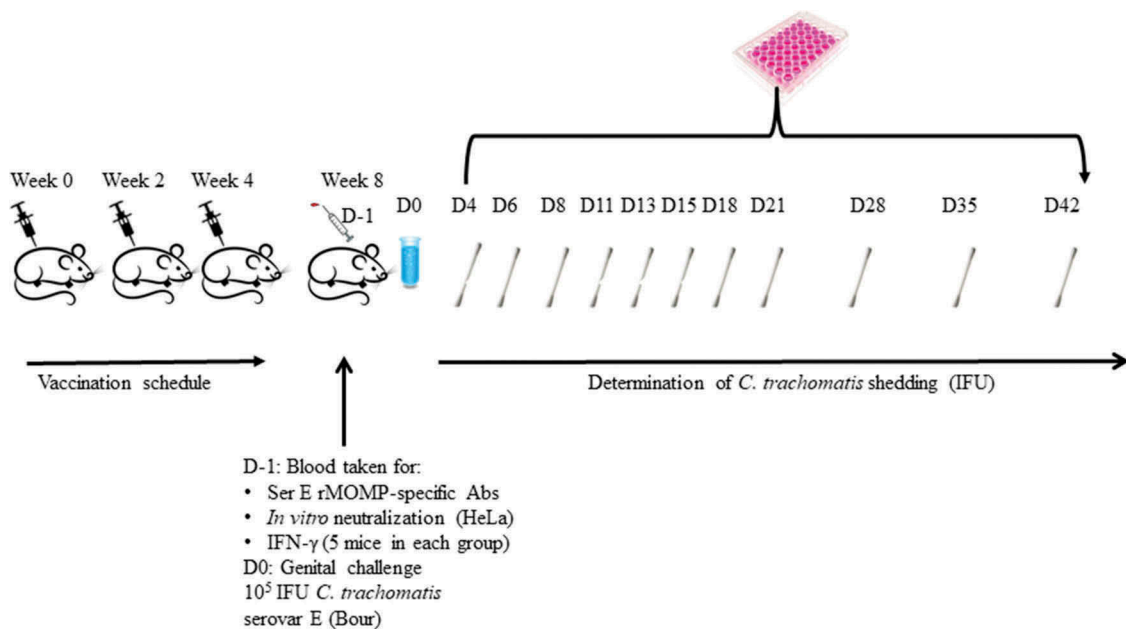 Week 0
Week 2
Week 4
Week 8
D-1
D0
D4
D6
D8
D11
D13
D15
D18
D21
D28
D35
D42
Vaccination schedule
Determination of C. trachomatis shedding (IFU)
D-1: Blood taken for:
• Ser E rMOMP-specific Abs
• In vitro neutralization (HeLa)
• IFN-γ (5 mice in each group)
D0: Genital challenge
10⁵ IFU C. trachomatis
serovar E (Bour)